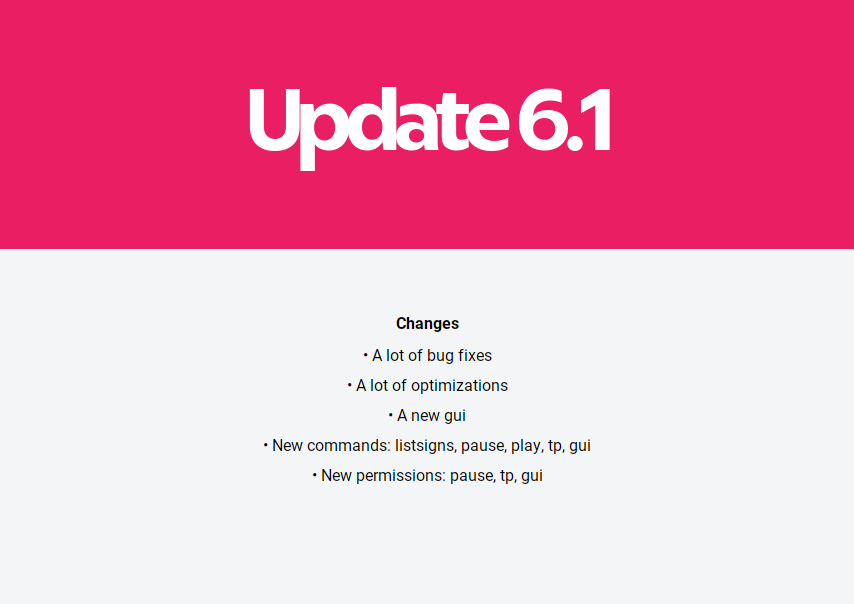 Update 6.1
Changes
• A lot of bug fixes
• A lot of optimizations
• A new gui
• New commands: listsigns, pause, play, tp, gui
• New permissions: pause, tp, gui